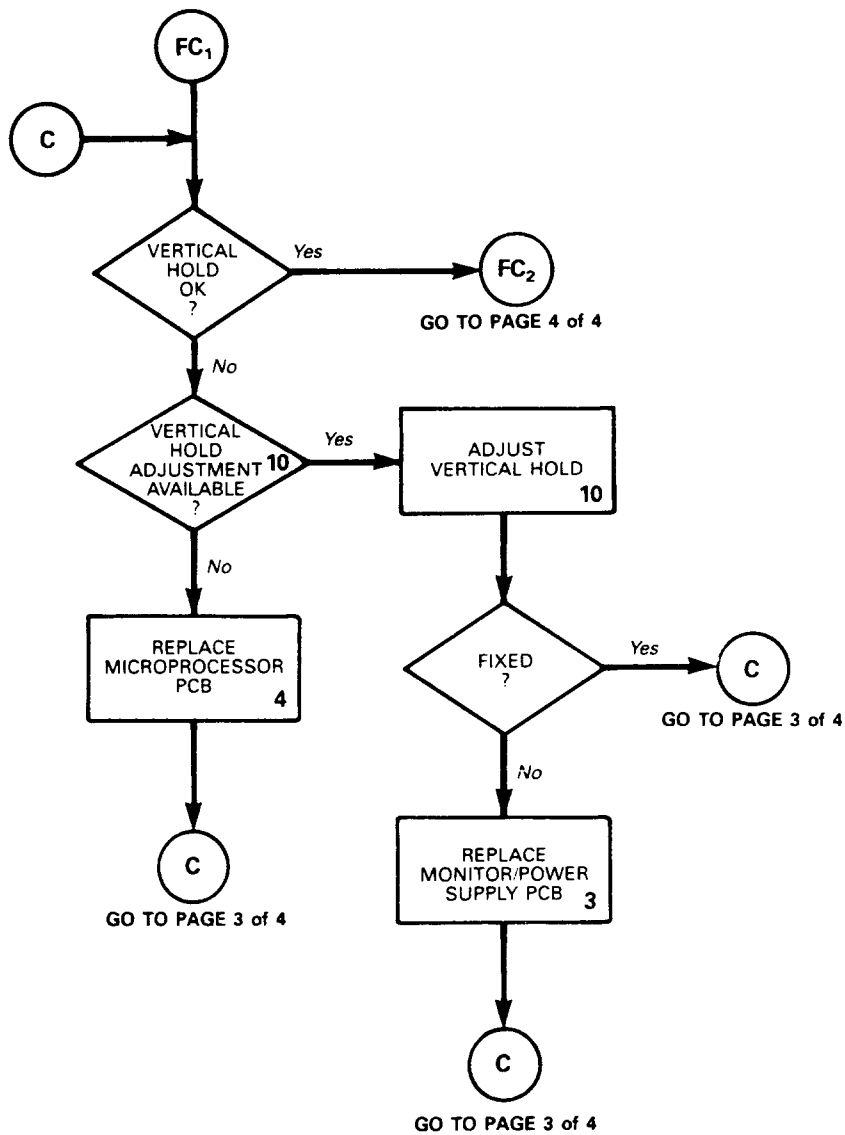 FC₁
C
VERTICAL
HOLD
OK
?
Yes
FC₂
GO TO PAGE 4 of 4
No
VERTICAL
HOLD
ADJUSTMENT 10
AVAILABLE
?
Yes
ADJUST
VERTICAL HOLD
10
No
REPLACE
MICROPROCESSOR
PCB
4
FIXED
?
Yes
C
GO TO PAGE 3 of 4
No
C
GO TO PAGE 3 of 4
REPLACE
MONITOR/POWER
SUPPLY PCB
3
C
GO TO PAGE 3 of 4